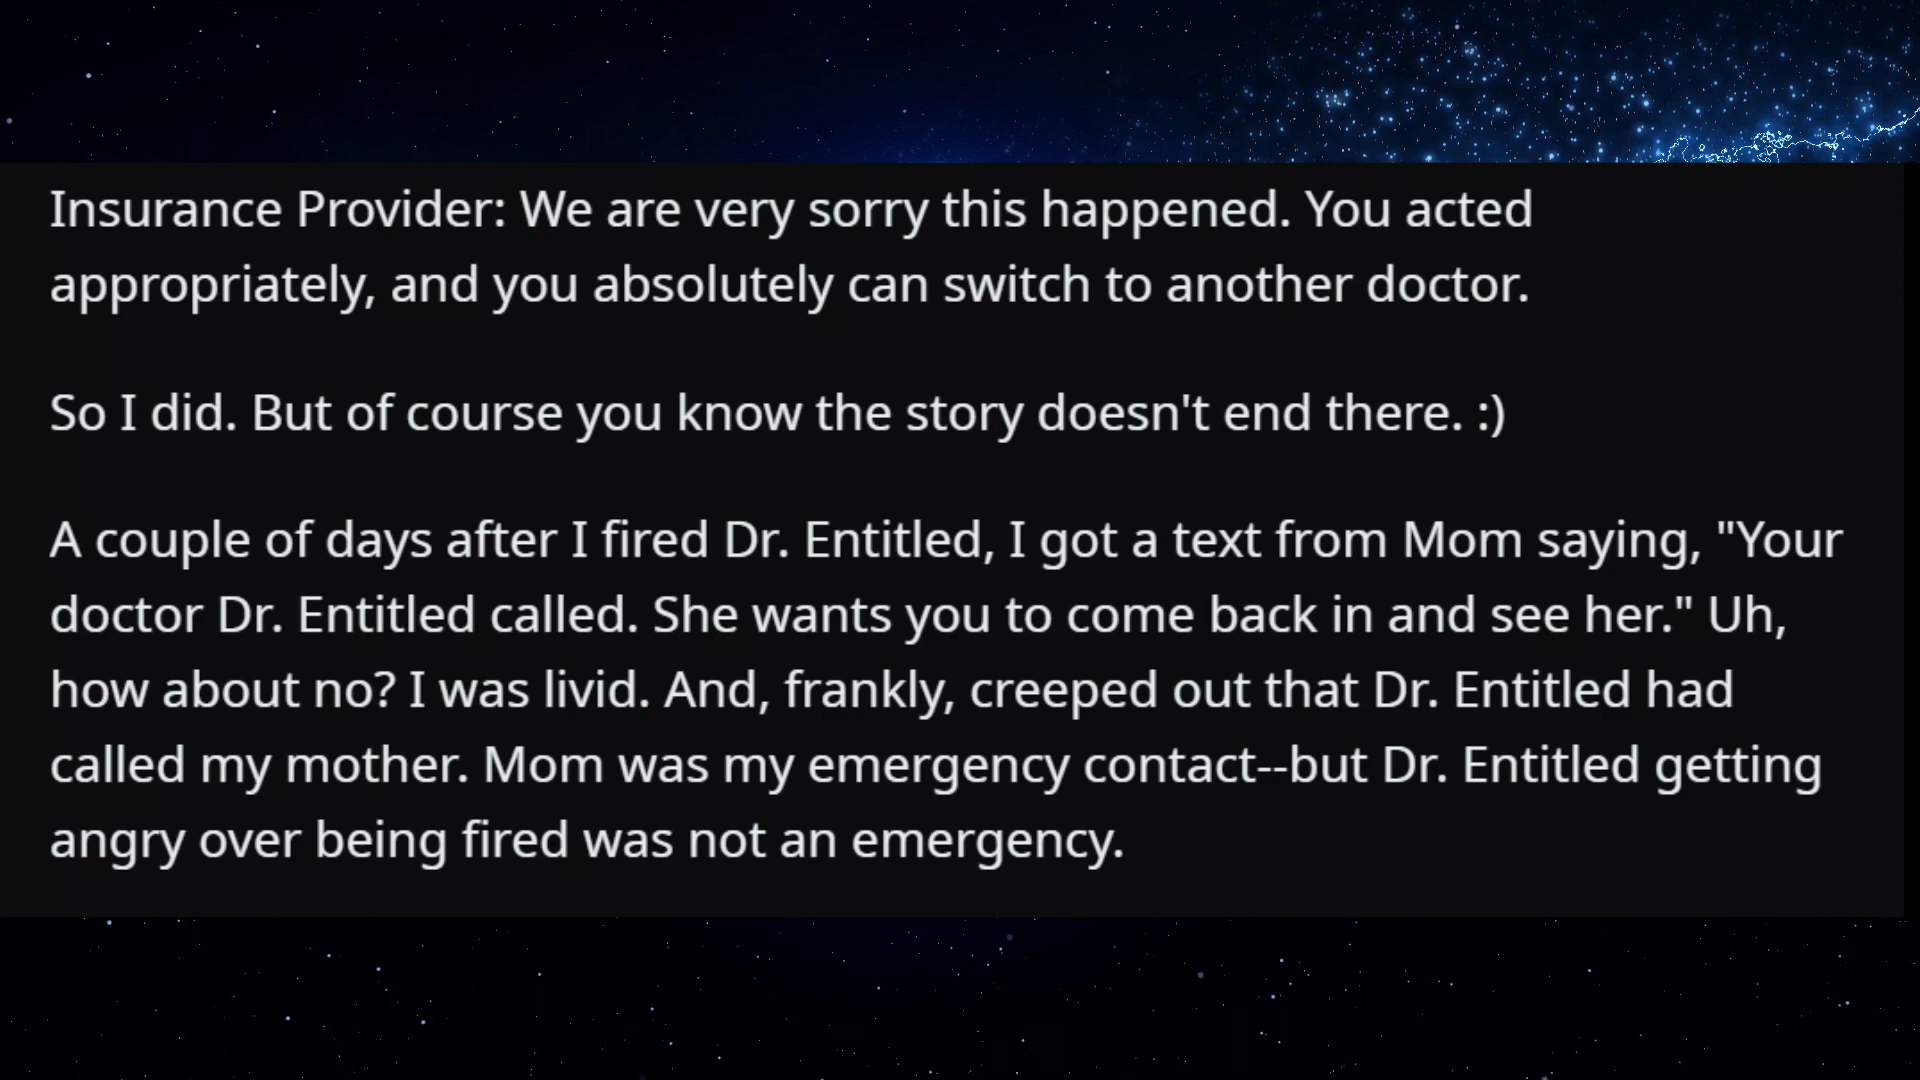 Insurance Provider: We are very sorry this happened. You acted
appropriately, and you absolutely can switch to another doctor.
So I did. But of course you know the story doesn't end there. :)
A couple of days after I fired Dr. Entitled, I got a text from Mom saying, "Your
doctor Dr. Entitled called. She wants you to come back in and see her." Uh,
how about no? I was livid. And, frankly, creeped out that Dr. Entitled had
called my mother. Mom was my emergency contact--but Dr. Entitled getting
angry over being fired was not an emergency.